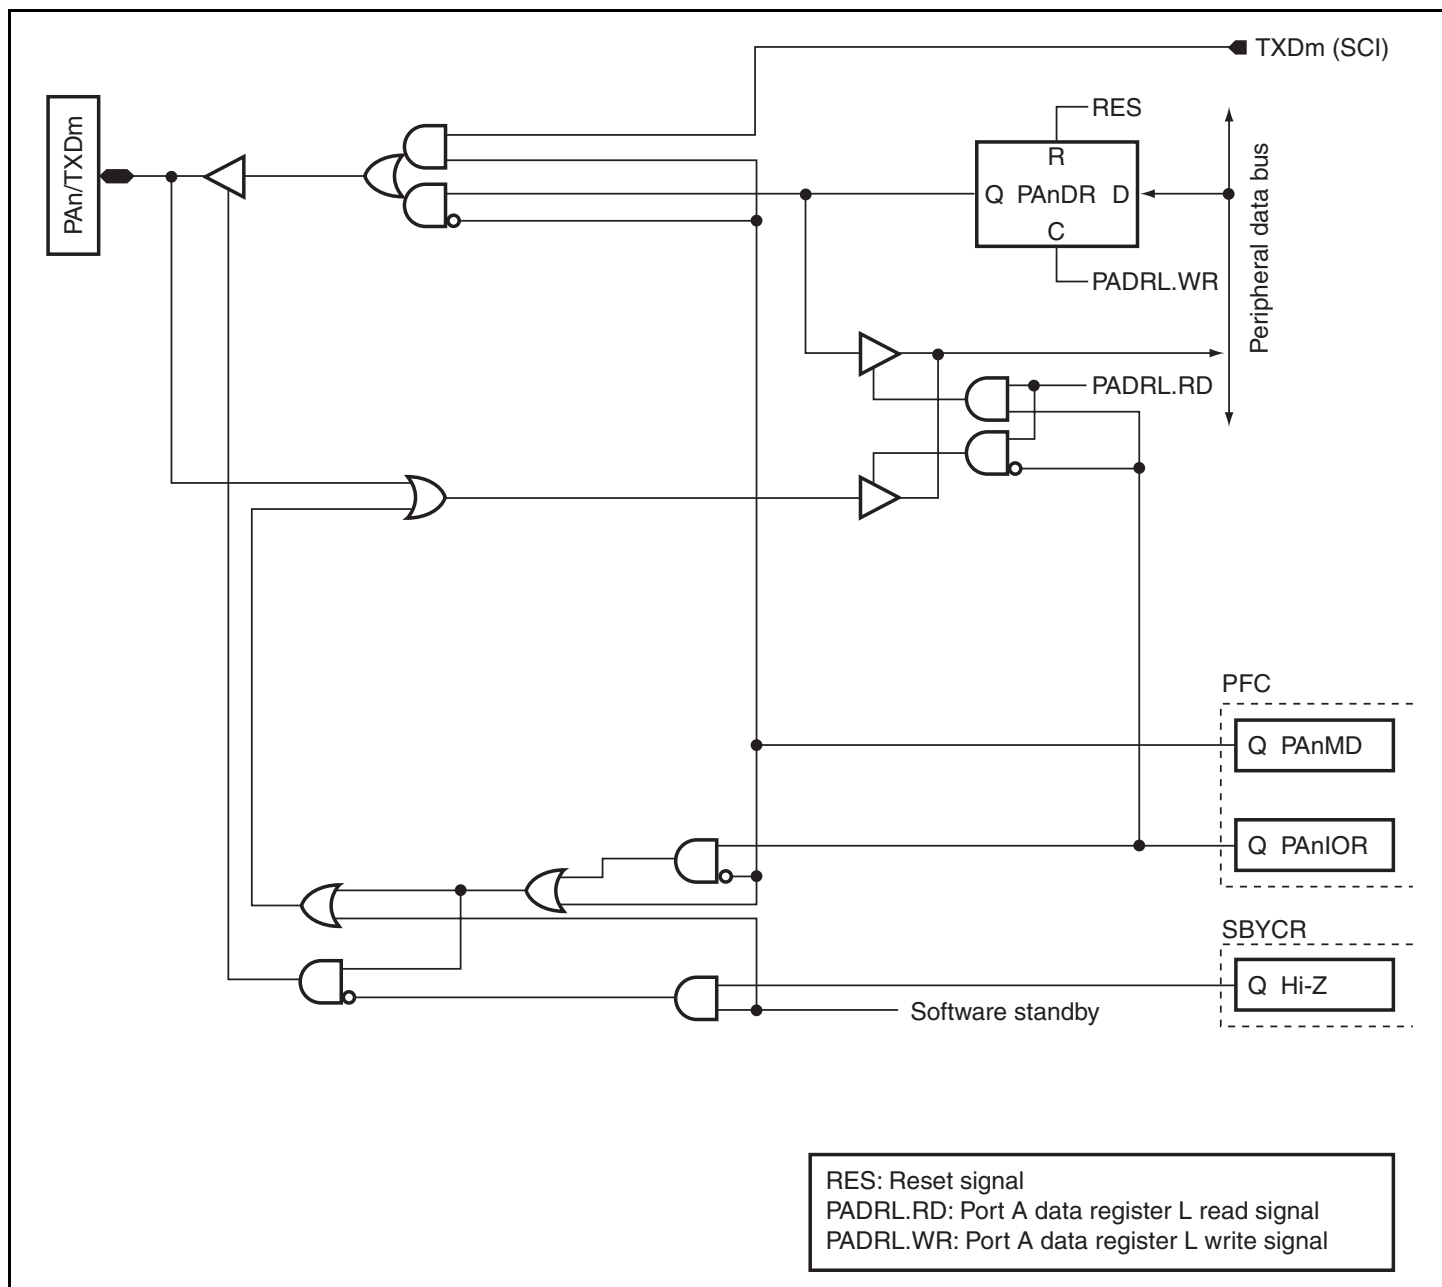 TXDm (SCI)
PAn/TXDm
RES
R
Q PAnDR D
C
PADRL.WR
Peripheral data bus
PADRL.RD
PFC
Q PAnMD
Q PAnIOR
SBYCR
Q Hi-Z
Software standby
RES: Reset signal
PADRL.RD: Port A data register L read signal
PADRL.WR: Port A data register L write signal